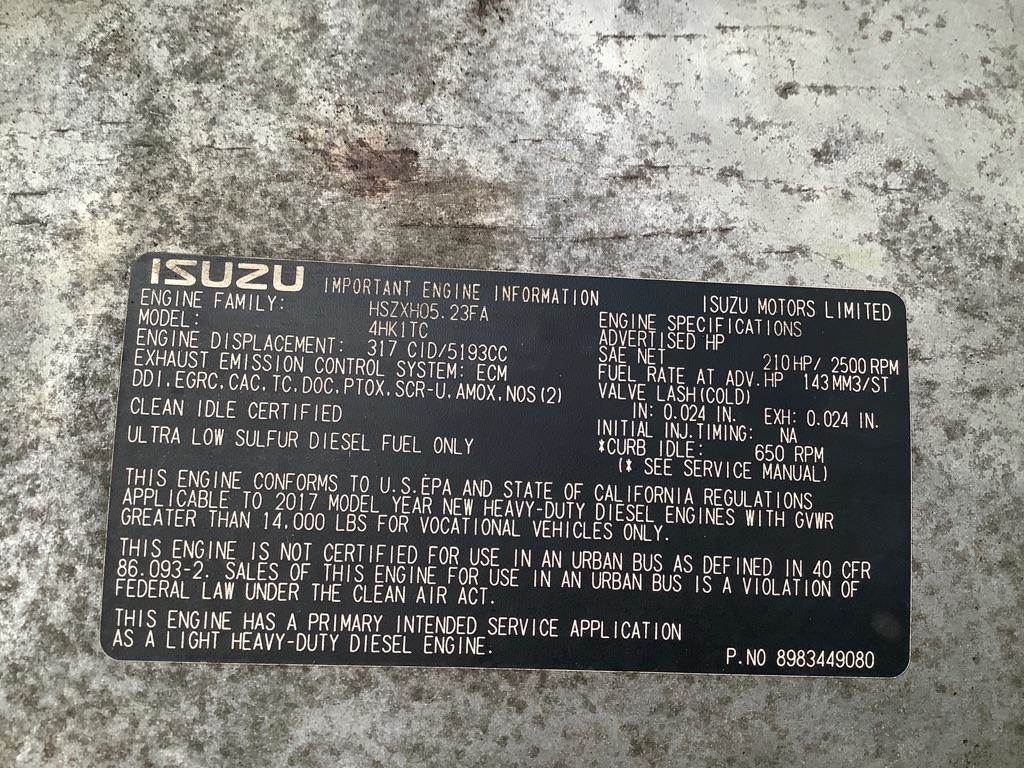 ISUZU IMPORTANT ENGINE INFORMATION ISUZU MOTORS LIMITED
ENGINE FAMILY: HSZXH05.23FA
MODEL: 4HK1TC
ENGINE DISPLACEMENT: 317 CID/5193CC
EXHAUST EMISSION CONTROL SYSTEM: ECM
DDI.EGRC.CAC.TC.DOC.PTOX.SCR-U.AMOX.NOS(2)
CLEAN IDLE CERTIFIED
ULTRA LOW SULFUR DIESEL FUEL ONLY
ENGINE SPECIFICATIONS
ADVERTISED HP
SAE NET 210HP/ 2500RPM
FUEL RATE AT ADV.HP 143MM3/ST
VALVE LASH(COLD)
IN: 0.024 IN. EXH: 0.024 IN.
INITIAL INJ.TIMING: NA
*CURB IDLE: 650 RPM
(* SEE SERVICE MANUAL)
THIS ENGINE CONFORMS TO U.S.EPA AND STATE OF CALIFORNIA REGULATIONS
APPLICABLE TO 2017 MODEL YEAR NEW HEAVY-DUTY DIESEL ENGINES WITH GVWR
GREATER THAN 14,000 LBS FOR VOCATIONAL VEHICLES ONLY.
THIS ENGINE IS NOT CERTIFIED FOR USE IN AN URBAN BUS AS DEFINED IN 40 CFR
86.093-2. SALES OF THIS ENGINE FOR USE IN AN URBAN BUS IS A VIOLATION OF
FEDERAL LAW UNDER THE CLEAN AIR ACT.
THIS ENGINE HAS A PRIMARY INTENDED SERVICE APPLICATION
AS A LIGHT HEAVY-DUTY DIESEL ENGINE.
P.NO 8983449080